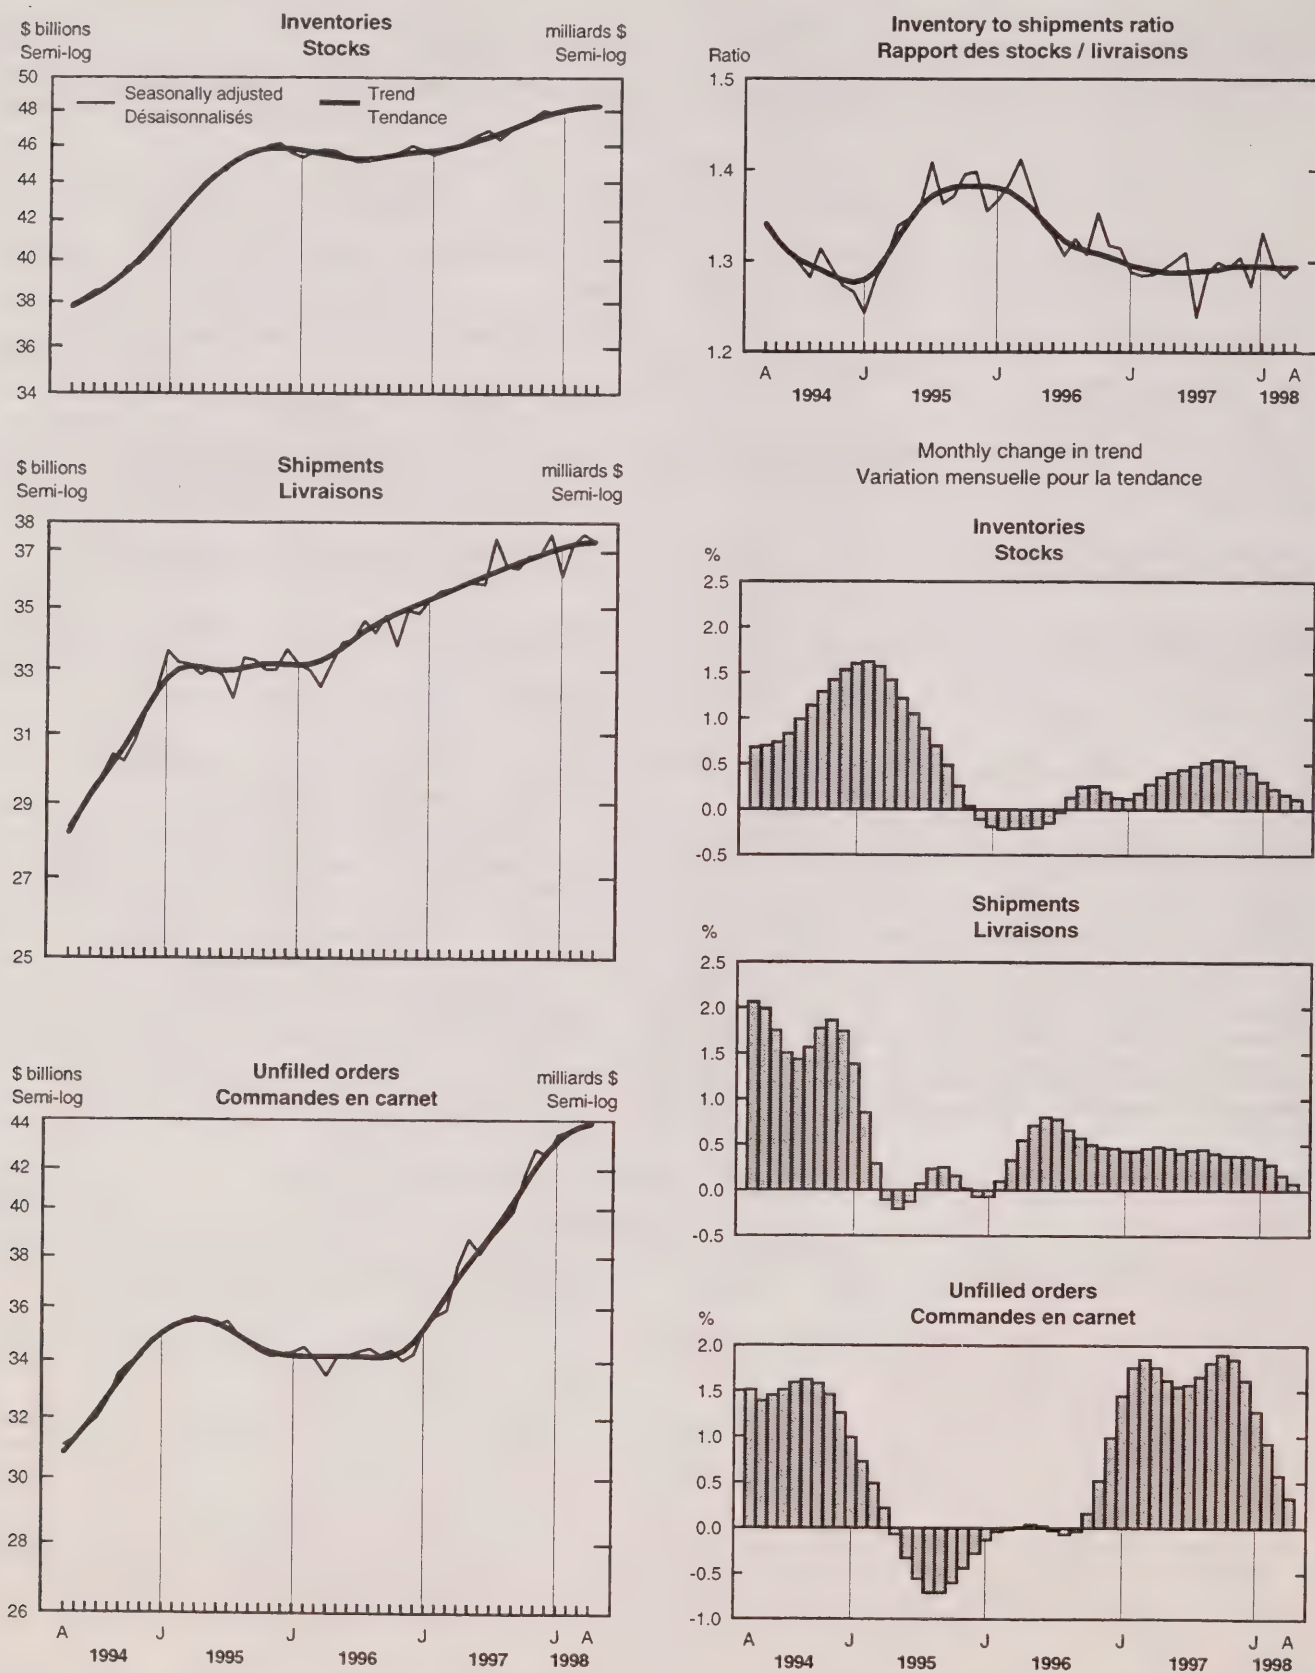 $ billions
Semi-log
Inventories
Stocks
milliards $
Semi-log
50
48
46
44
42
40
38
36
34
Seasonally adjusted
Désaisonnalisés
Trend
Tendance
Inventory to shipments ratio
Rapport des stocks / livraisons
Ratio
1.5
1.4
1.3
1.2
A J J J J A
1994 1995 1996 1997 1998
$ billions
Semi-log
Shipments
Livraisons
milliards $
Semi-log
38
37
35
33
31
29
27
25
Monthly change in trend
Variation mensuelle pour la tendance
Inventories
Stocks
%
2.5
2.0
1.5
1.0
0.5
0.0
-0.5
Shipments
Livraisons
%
2.5
2.0
1.5
1.0
0.5
0.0
-0.5
$ billions
Semi-log
Unfilled orders
Commandes en carnet
milliards $
Semi-log
44
42
40
38
36
34
32
30
28
26
A J J J J A
1994 1995 1996 1997 1998
Unfilled orders
Commandes en carnet
%
2.0
1.5
1.0
0.5
0.0
-0.5
-1.0
A J J J J A
1994 1995 1996 1997 1998